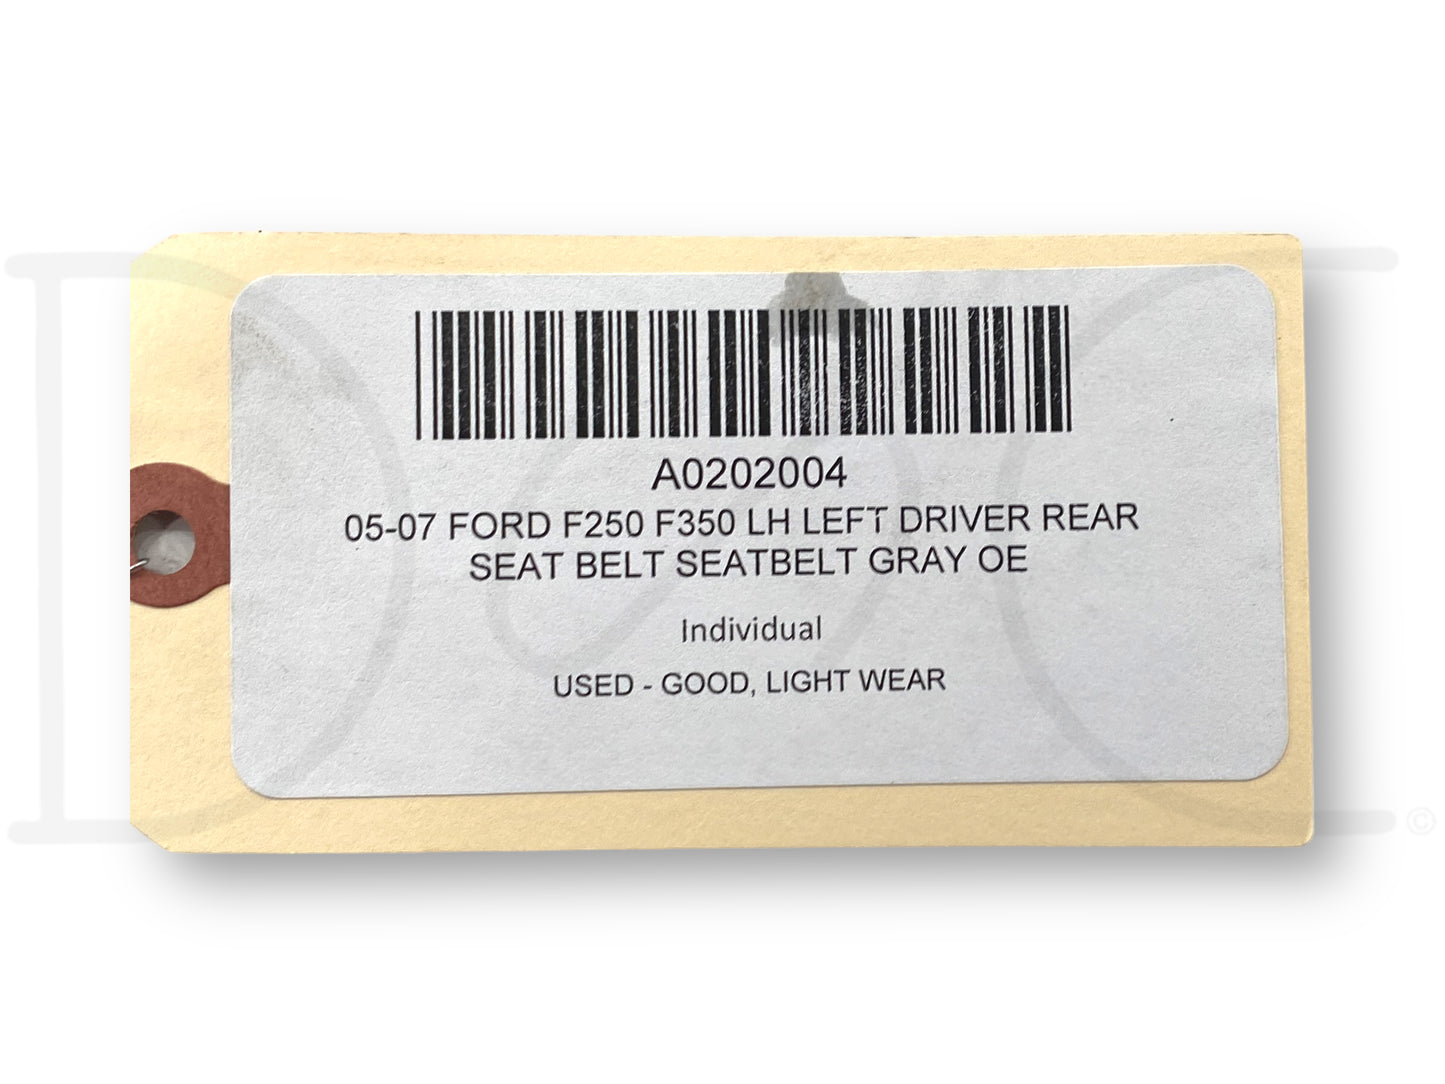 A0202004
05-07 FORD F250 F350 LH LEFT DRIVER REAR
SEAT BELT SEATBELT GRAY OE
Individual
USED - GOOD, LIGHT WEAR
©